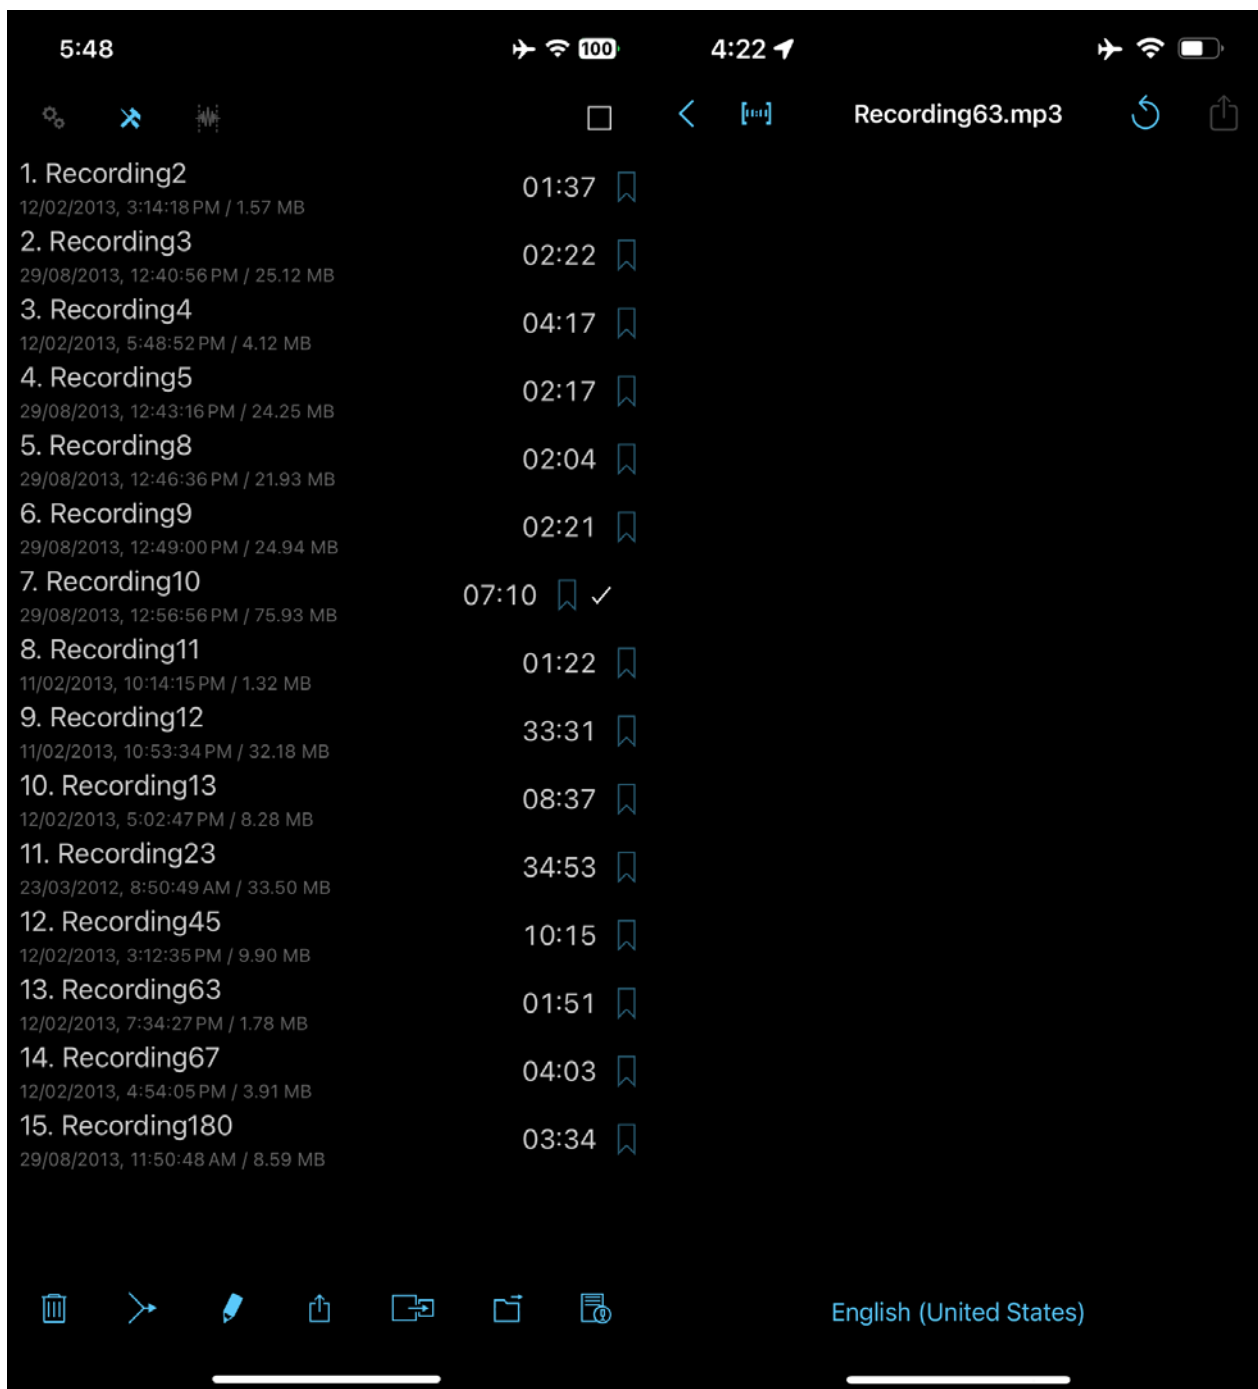 5:48
100
1. Recording2
01:37
12/02/2013, 3:14:18 PM / 1.57 MB
2. Recording3
02:22
29/08/2013, 12:40:56 PM / 25.12 MB
3. Recording4
04:17
12/02/2013, 5:48:52 PM / 4.12 MB
4. Recording5
02:17
29/08/2013, 12:43:16 PM / 24.25 MB
5. Recording8
02:04
29/08/2013, 12:46:36 PM / 21.93 MB
6. Recording9
02:21
29/08/2013, 12:49:00 PM / 24.94 MB
7. Recording10
07:10
29/08/2013, 12:56:56 PM / 75.93 MB
8. Recording11
01:22
11/02/2013, 10:14:15 PM / 1.32 MB
9. Recording12
33:31
11/02/2013, 10:53:34 PM / 32.18 MB
10. Recording13
08:37
12/02/2013, 5:02:47 PM / 8.28 MB
11. Recording23
34:53
23/03/2012, 8:50:49 AM / 33.50 MB
12. Recording45
10:15
12/02/2013, 3:12:35 PM / 9.90 MB
13. Recording63
01:51
12/02/2013, 7:34:27 PM / 1.78 MB
14. Recording67
04:03
12/02/2013, 4:54:05 PM / 3.91 MB
15. Recording180
03:34
29/08/2013, 11:50:48 AM / 8.59 MB
4:22
Recording63.mp3
English (United States)